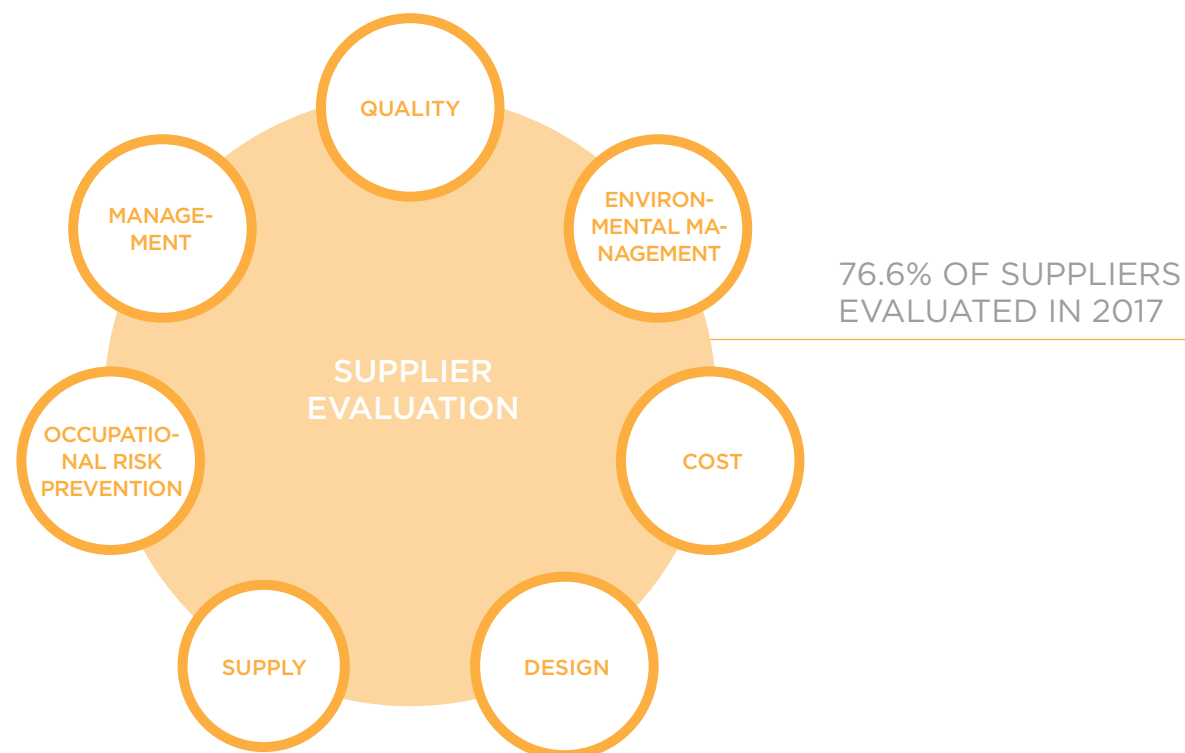 QUALITY
ENVIRON-
MENTAL MA-
NAGEMENT
MANAGE-
MENT
76.6% OF SUPPLIERS
EVALUATED IN 2017
SUPPLIER
EVALUATION
OCCUPATIO-
NAL RISK
PREVENTION
COST
SUPPLY
DESIGN